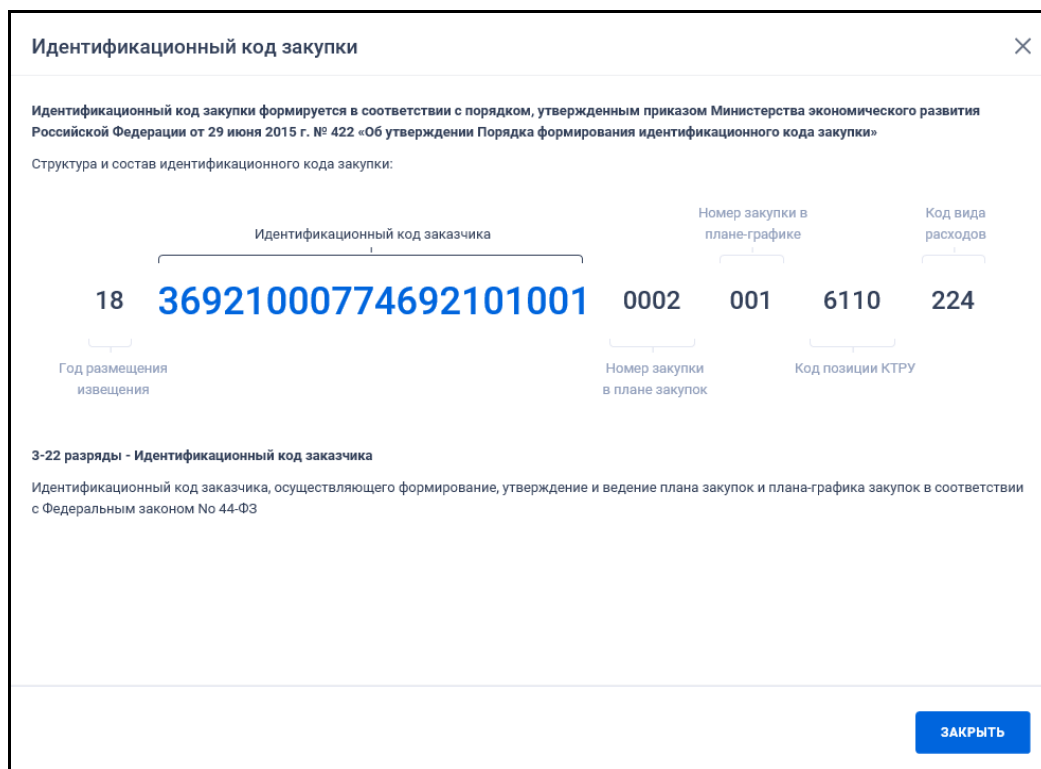 Идентификационный код закупки
Идентификационный код закупки формируется в соответствии с порядком, утвержденным приказом Министерства экономического развития
Российской Федерации от 29 июня 2015 г. № 422 «Об утверждении Порядка формирования идентификационного кода закупки»
Структура и состав идентификационного кода закупки:
Идентификационный код заказчика
Номер закупки в
плане-графике
Код вида
расходов
18 36921000774692101001 0002 001 6110 224
Год размещения
извещения
Номер закупки
в плане закупок
Код позиции КТРУ
3-22 разряды - Идентификационный код заказчика
Идентификационный код заказчика, осуществляющего формирование, утверждение и ведение плана закупок и плана-графика закупок в соответствии
с Федеральным законом No 44-ФЗ
ЗАКРЫТЬ